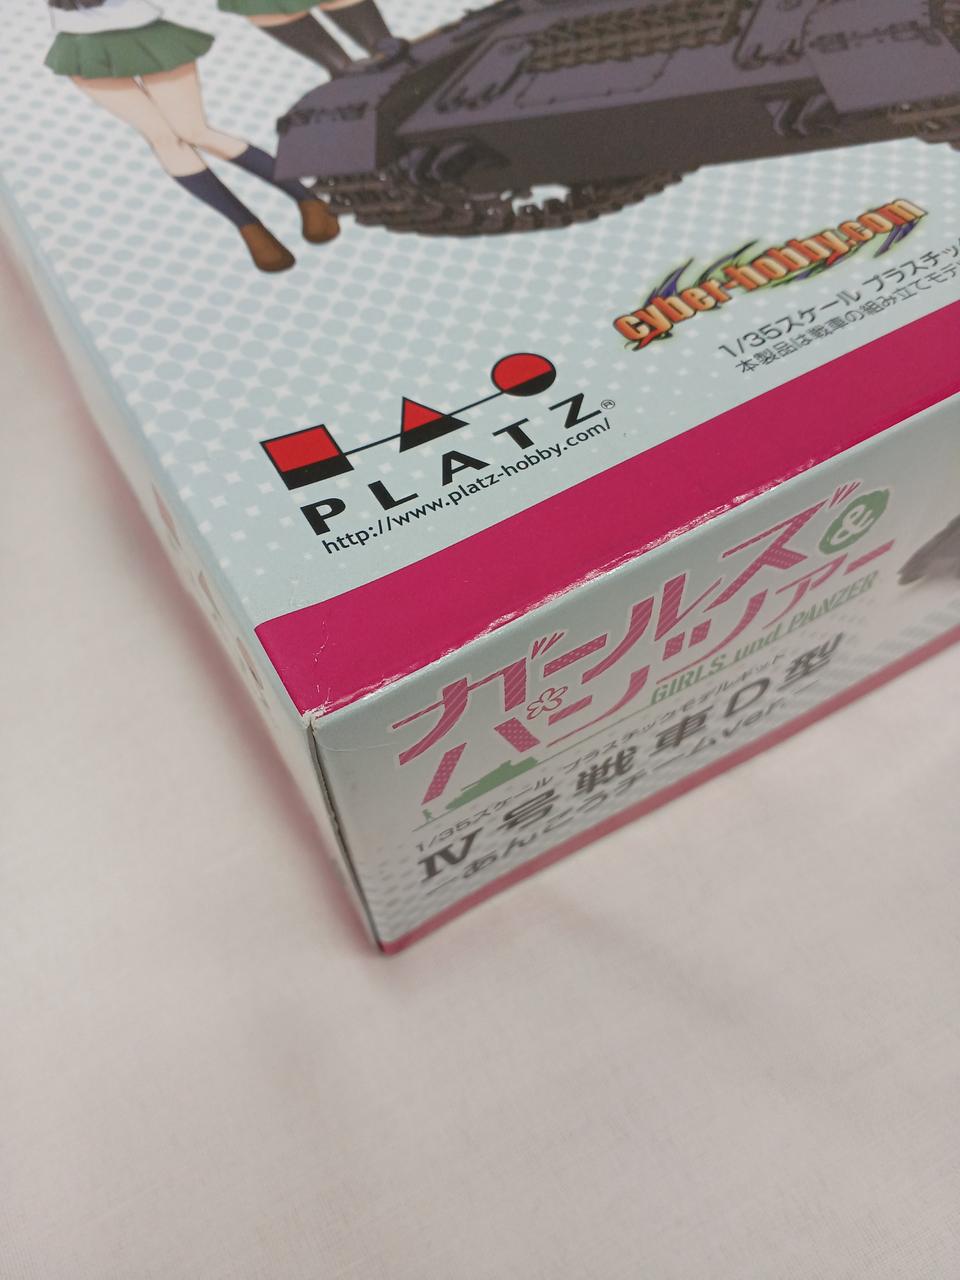 cyber-hobby.com
1/35スケール プラスチッ
本製品は戦車の組み立てモデ
PLATZ®
http://www.platz-hobby.com/
ガールズ&
パンツァー
GIRLS und PANZER
1/35スケール プラスチックモデルキット
Ⅳ号戦車D型
ーあんこうチームver.ー